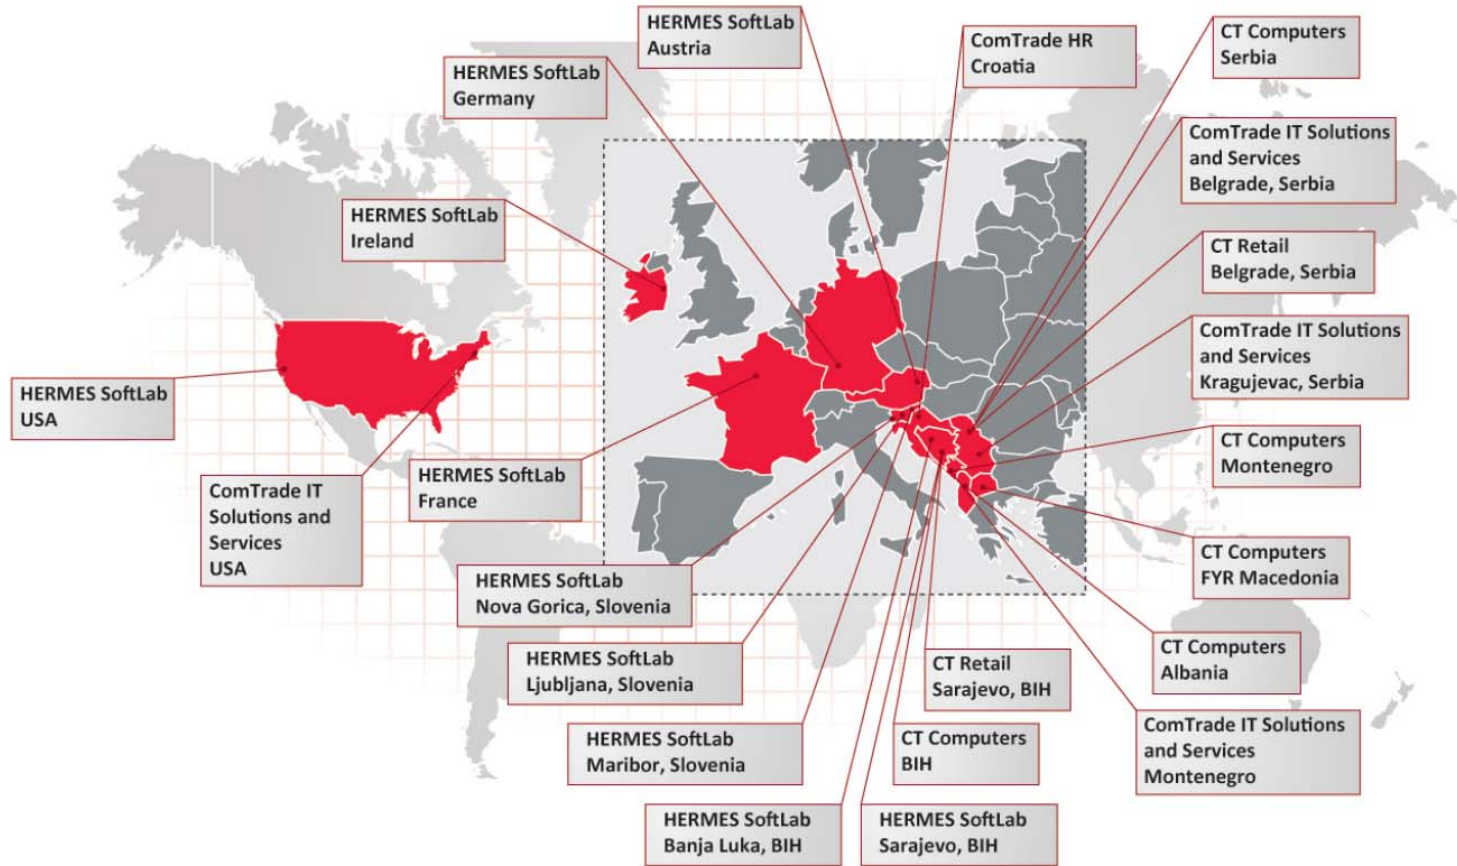 HERMES SoftLab
Austria
ComTrade HR
Croatia
CT Computers
Serbia
HERMES SoftLab
Germany
ComTrade IT Solutions
and Services
Belgrade, Serbia
HERMES SoftLab
Ireland
CT Retail
Belgrade, Serbia
ComTrade IT Solutions
and Services
Kragujevac, Serbia
HERMES SoftLab
USA
CT Computers
Montenegro
HERMES SoftLab
France
ComTrade IT
Solutions and
Services
USA
CT Computers
FYR Macedonia
HERMES SoftLab
Nova Gorica, Slovenia
CT Computers
Albania
HERMES SoftLab
Ljubljana, Slovenia
CT Retail
Sarajevo, BIH
ComTrade IT Solutions
and Services
Montenegro
HERMES SoftLab
Maribor, Slovenia
CT Computers
BIH
HERMES SoftLab
Banja Luka, BIH
HERMES SoftLab
Sarajevo, BIH